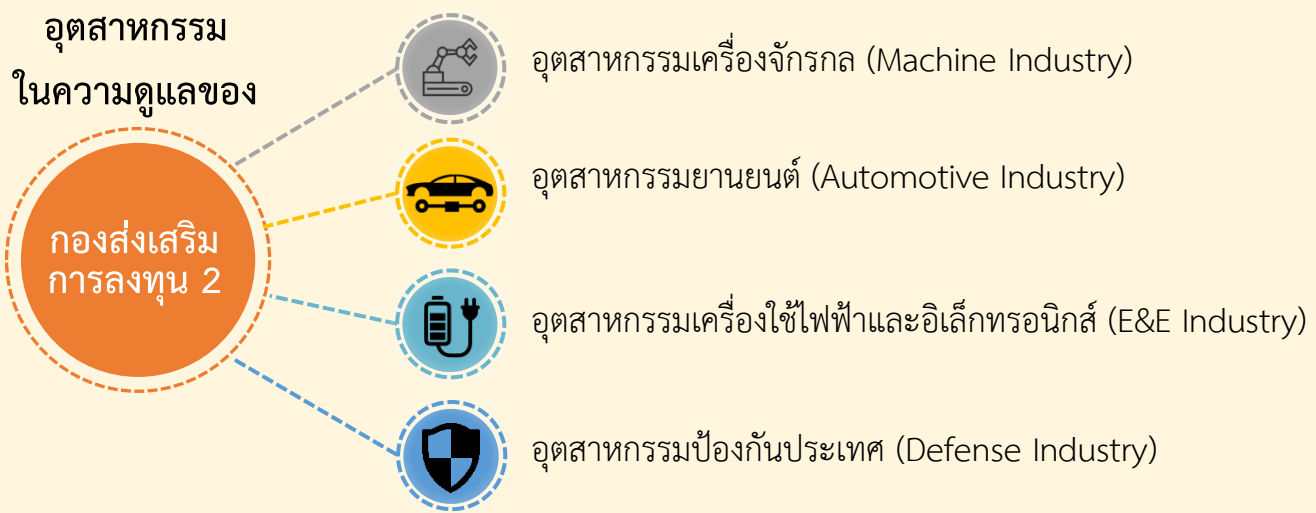 อุตสาหกรรม
ในความดูแลของ
กองส่งเสริม
การลงทุน 2
อุตสาหกรรมเครื่องจักรกล (Machine Industry)
อุตสาหกรรมยานยนต์ (Automotive Industry)
อุตสาหกรรมเครื่องใช้ไฟฟ้าและอิเล็กทรอนิกส์ (E&E Industry)
อุตสาหกรรมป้องกันประเทศ (Defense Industry)